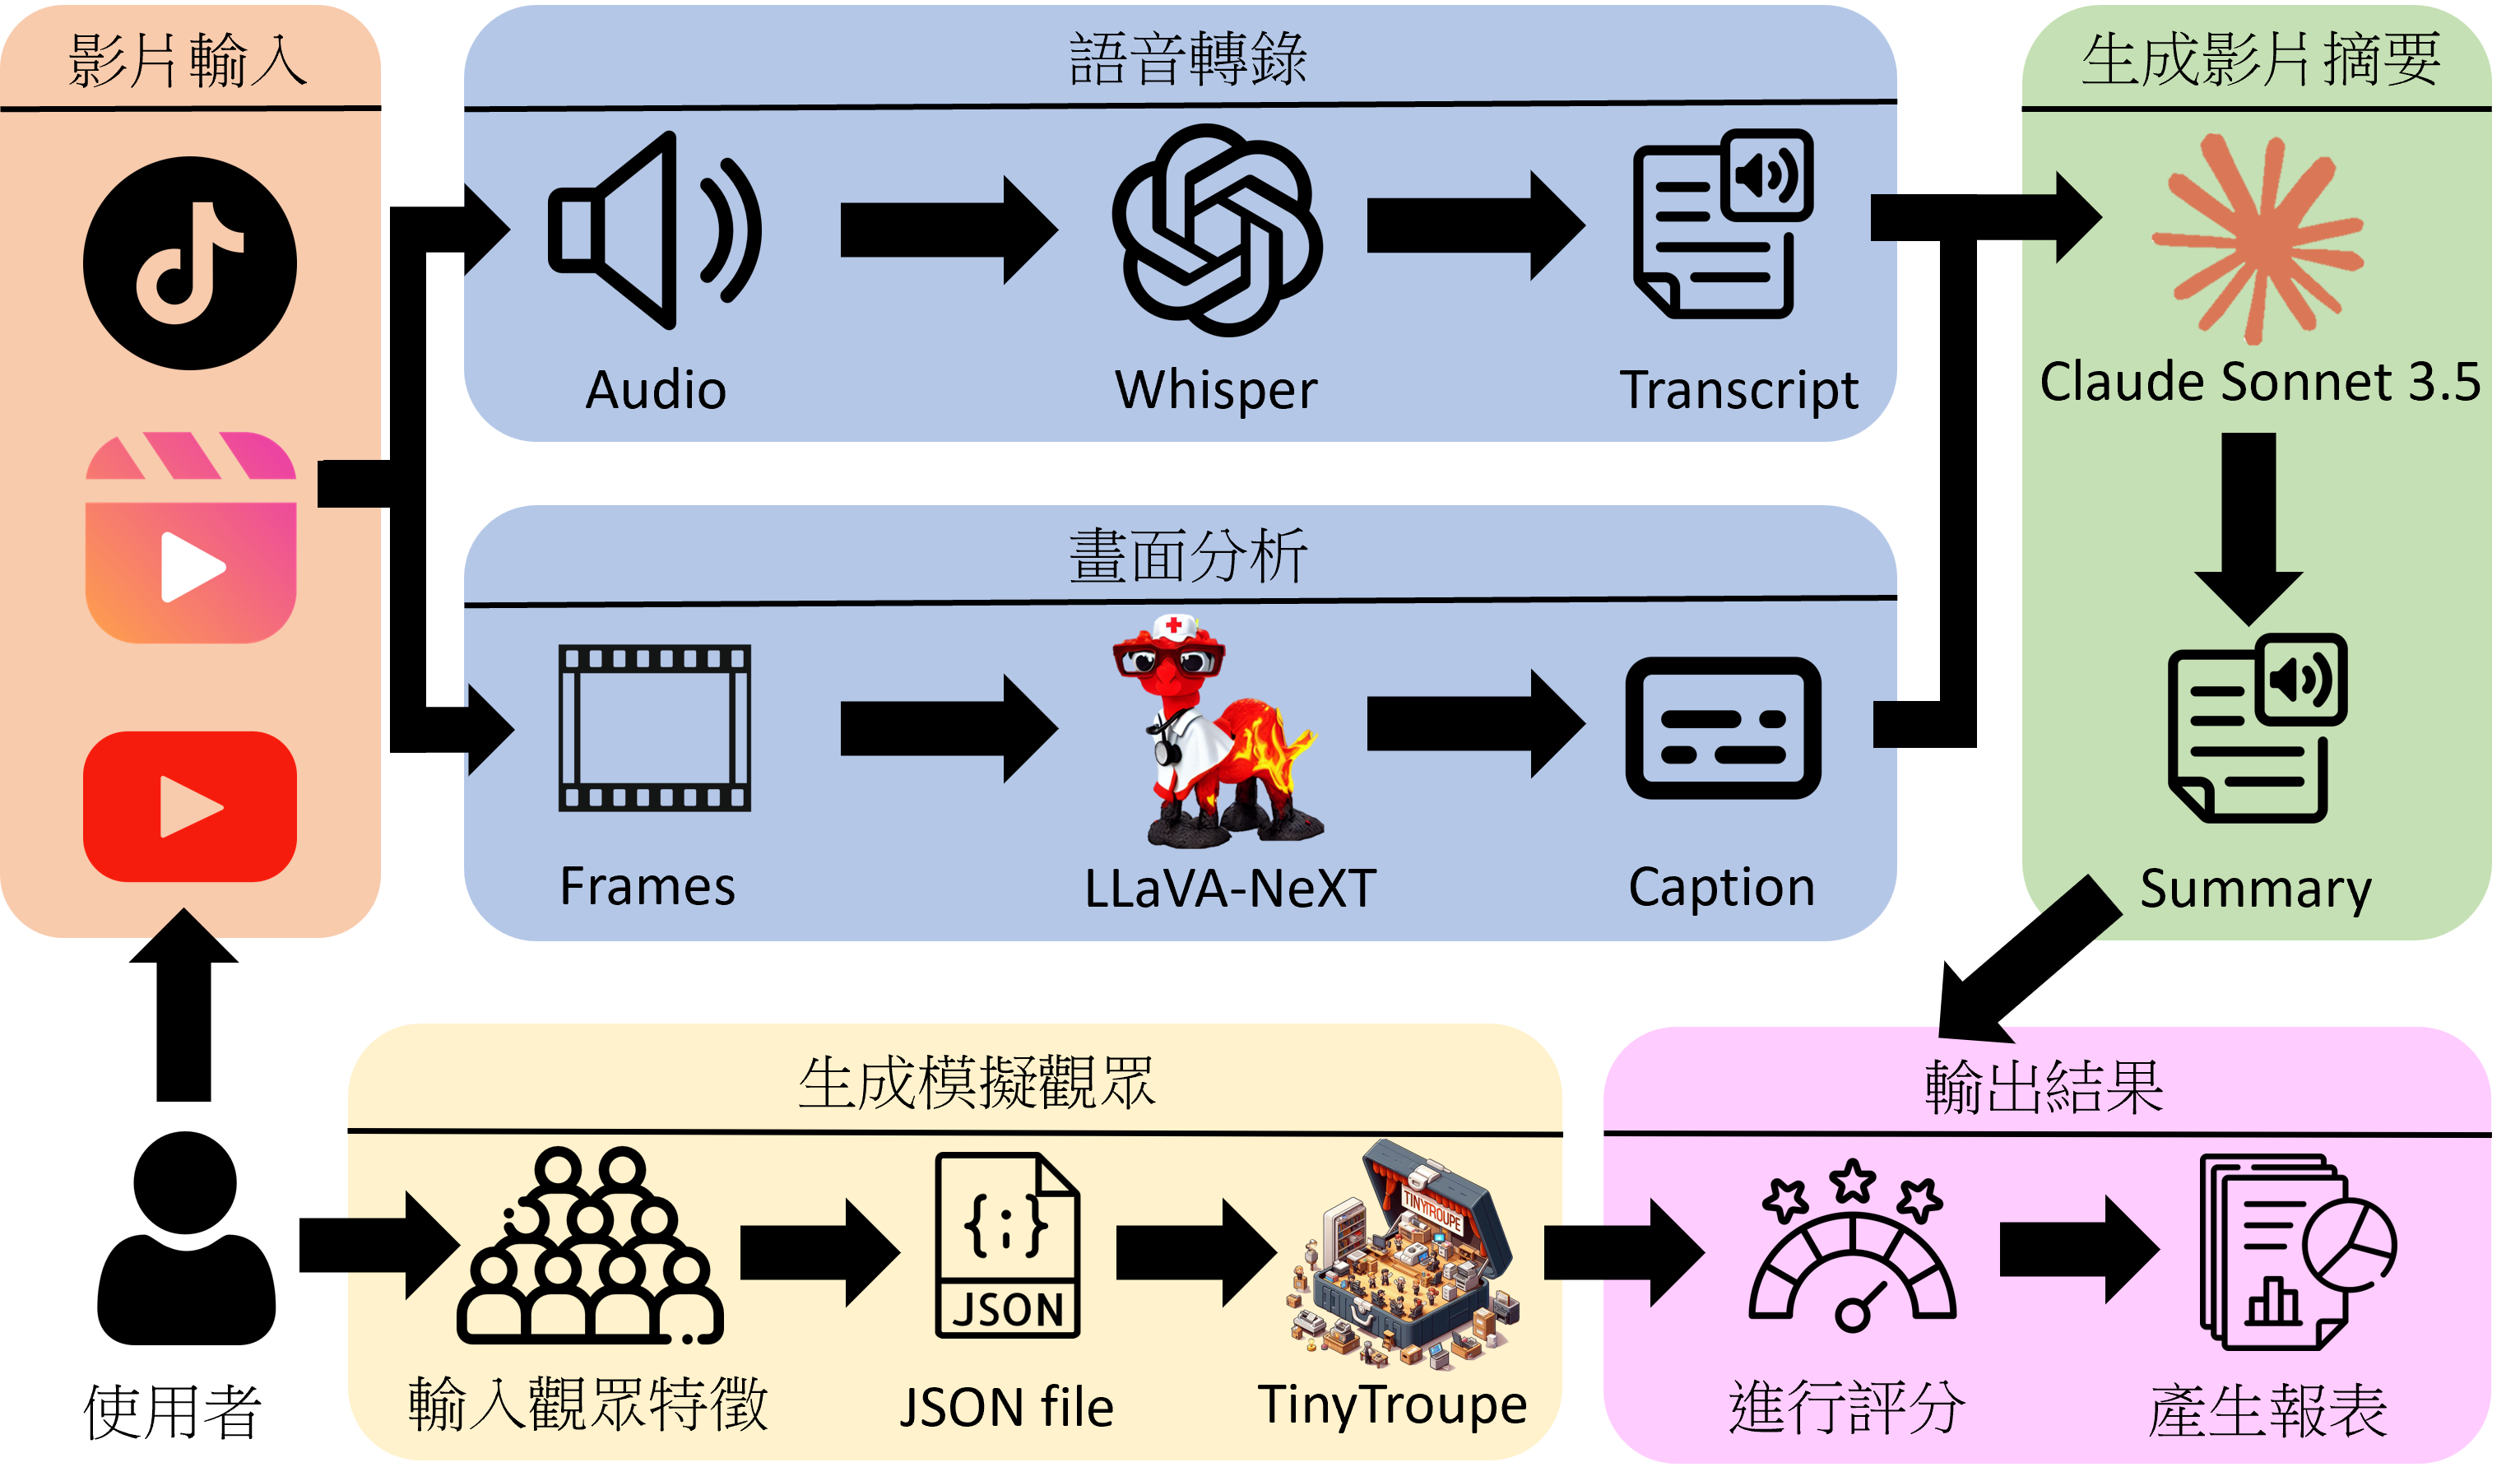 影片輸入
語音轉錄
Audio
Whisper
Transcript
畫面分析
Frames
LLaVA-NeXT
Caption
生成影片摘要
Claude Sonnet 3.5
Summary
使用者
生成模擬觀眾
輸入觀眾特徵
{;}
JSON
JSON file
TINYTROUPE
TinyTroupe
輸出結果
進行評分
產生報表